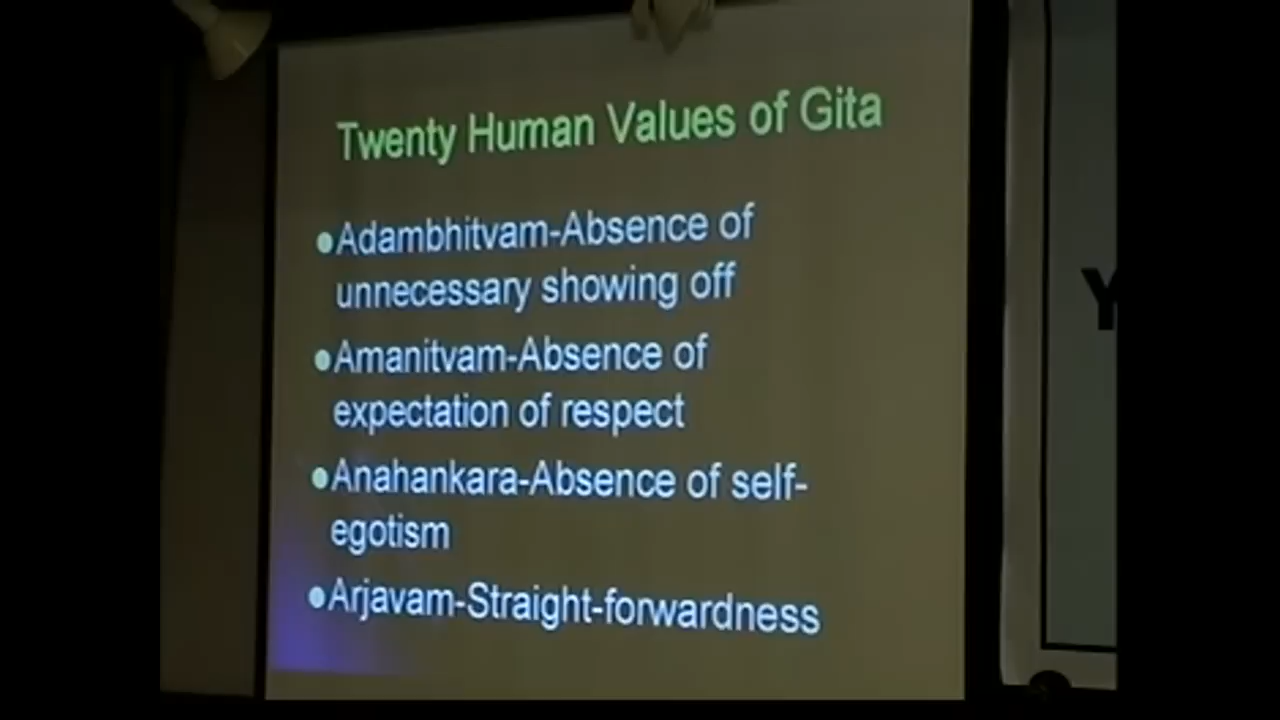 Twenty Human Values of Gita
•Adambhitvam-Absence of
unnecessary showing off
•Amanitvam-Absence of
expectation of respect
•Anahankara-Absence of self-
egotism
•Arjavam-Straight-forwardness
Y